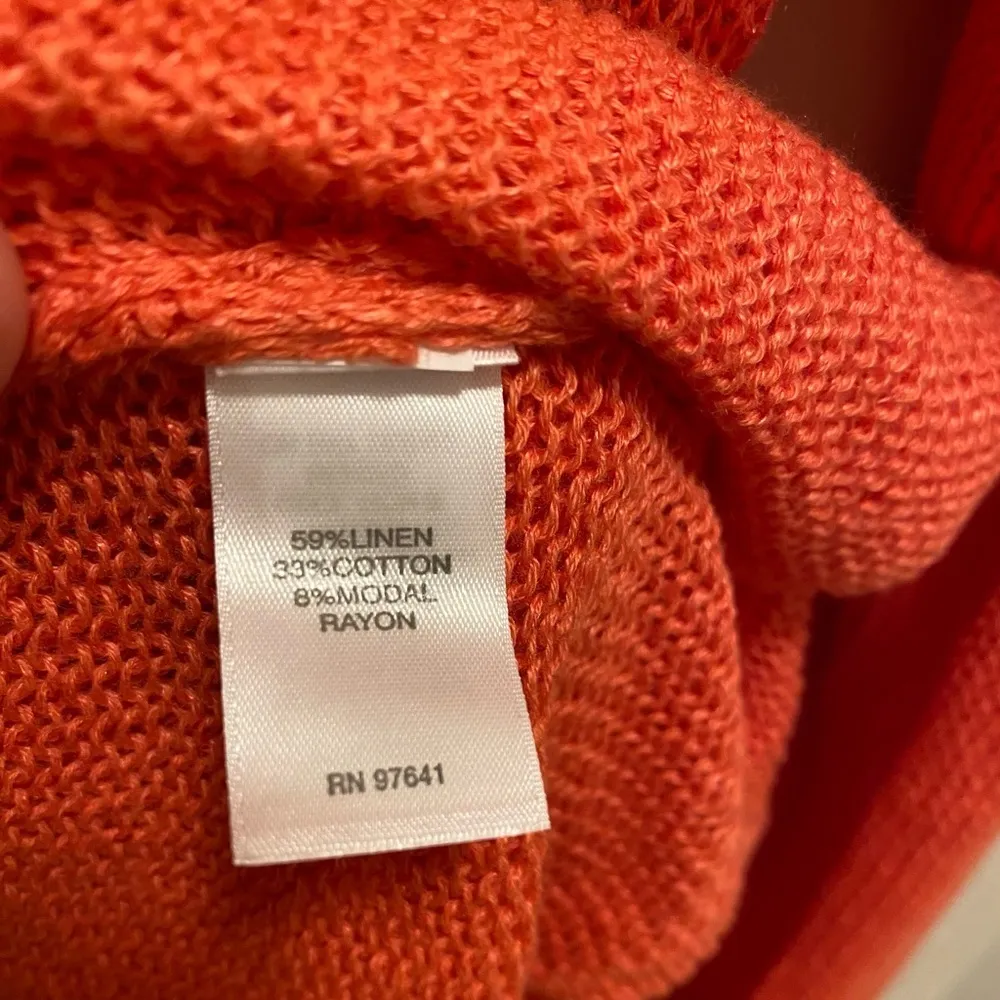 59%LINEN
33%COTTON
8%MODAL
RAYON
RN 97641